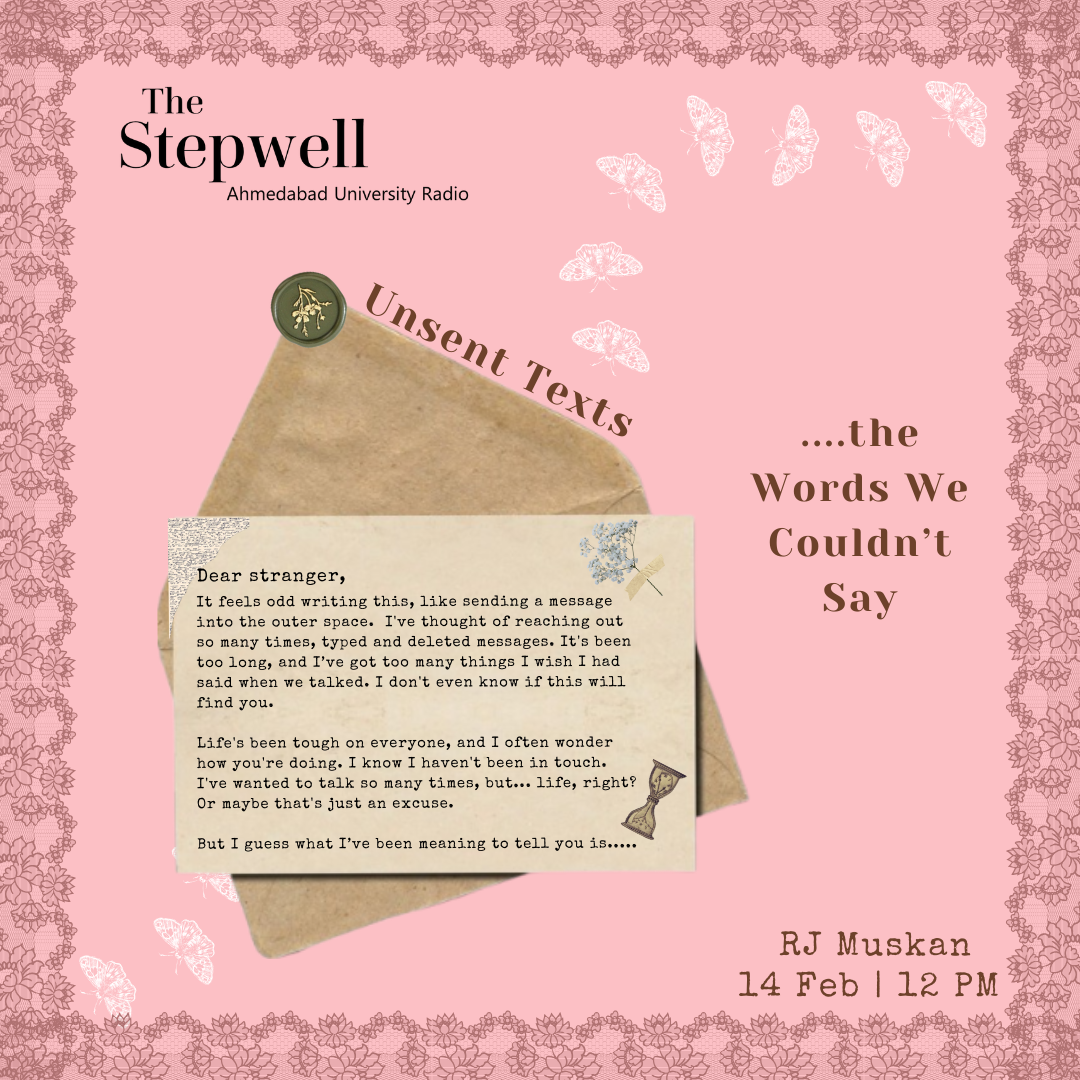 The
Stepwell
Ahmedabad University Radio
Unsent Texts
....the
Words We
Couldn’t
Say
Dear stranger,
It feels odd writing this, like sending a message
into the outer space.  I've thought of reaching out
so many times, typed and deleted messages. It's been
too long, and I’ve got too many things I wish I had
said when we talked. I don't even know if this will
find you.
Life's been tough on everyone, and I often wonder
how you're doing. I know I haven't been in touch.
I've wanted to talk so many times, but... life, right?
Or maybe that's just an excuse.
But I guess what I’ve been meaning to tell you is.....
RJ Muskan
14 Feb | 12 PM